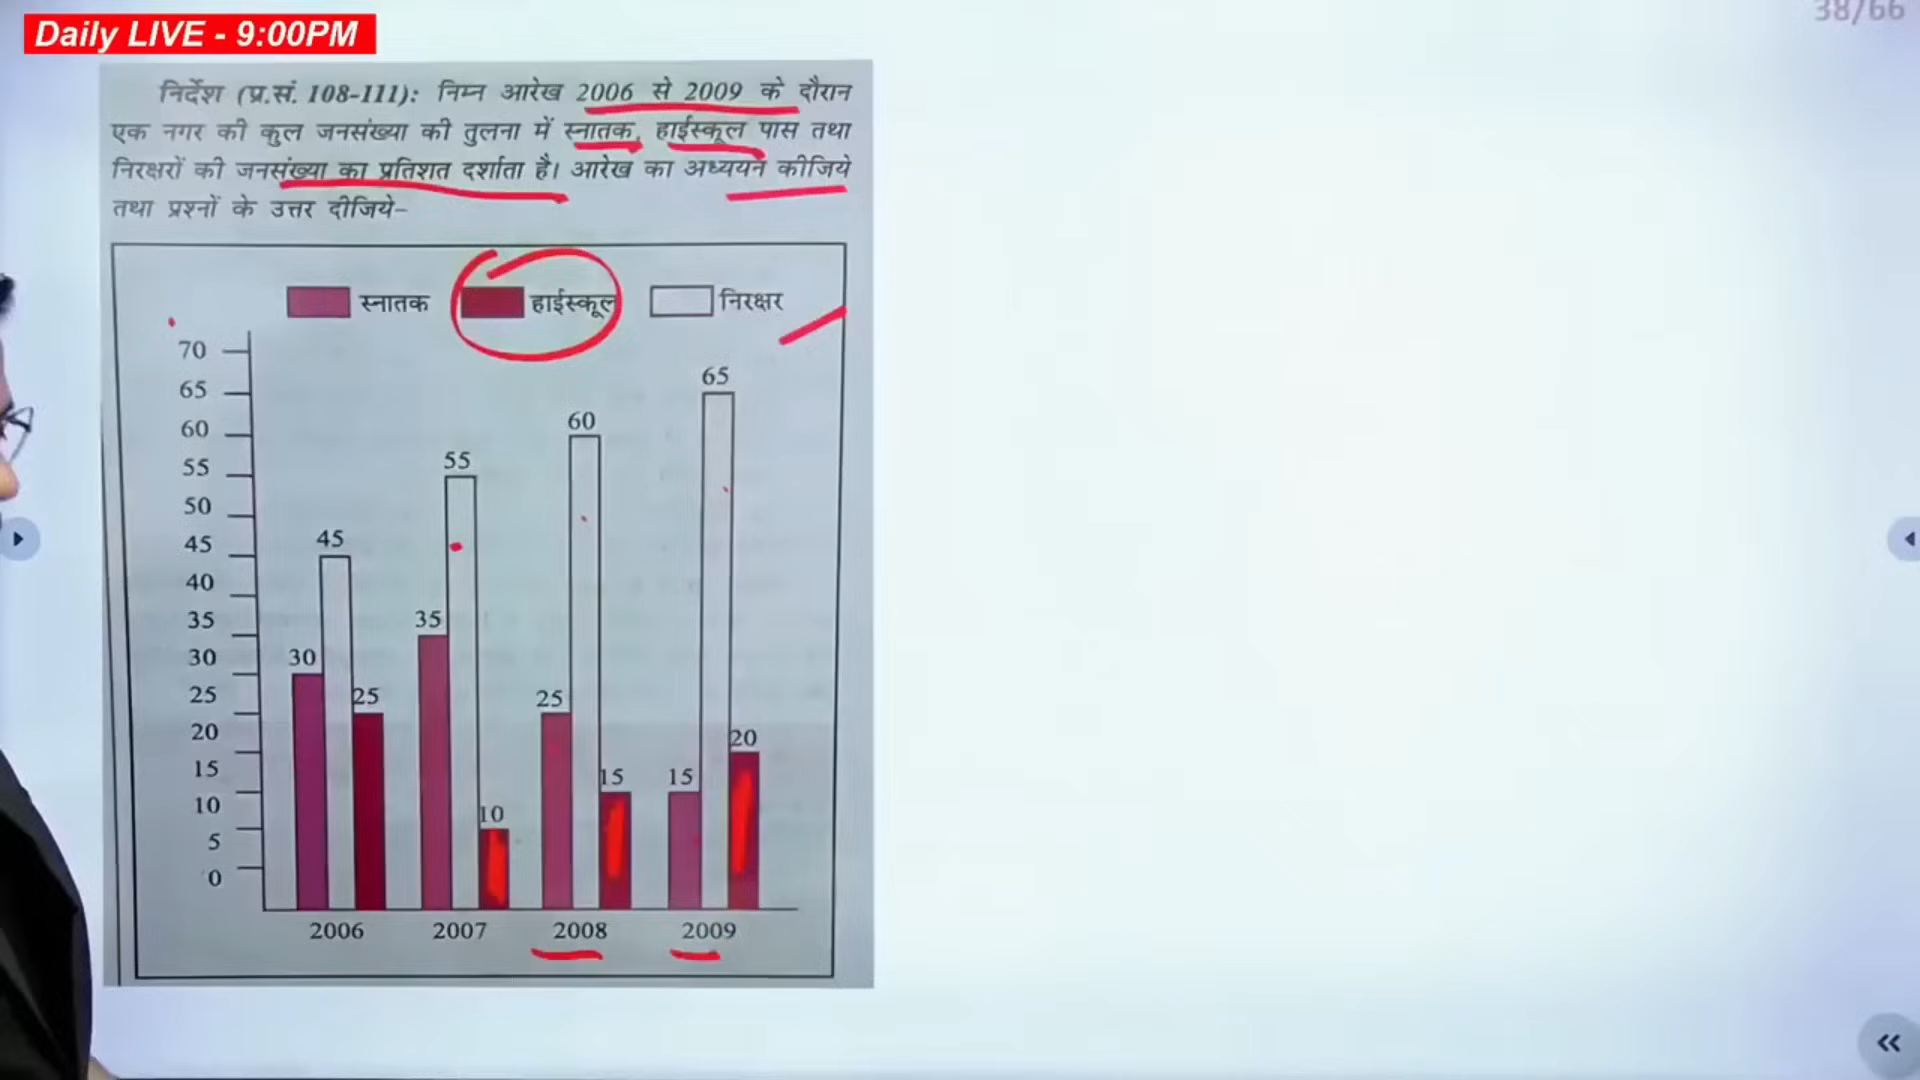 Daily LIVE - 9:00PM
38/66
निर्देश (प्र.सं. 108-111): निम्न आरेख 2006 से 2009 के दौरान
एक नगर की कुल जनसंख्या की तुलना में स्नातक, हाईस्कूल पास तथा
निरक्षरों की जनसंख्या का प्रतिशत दर्शाता है। आरेख का अध्ययन कीजिये
तथा प्रश्नों के उत्तर दीजिये–
स्नातक हाईस्कूल निरक्षर
70
65
60
55
50
45
40
35
30
25
20
15
10
5
0
30 45 25
35 55 10
25 60 15
15 65 20
2006 2007 2008 2009